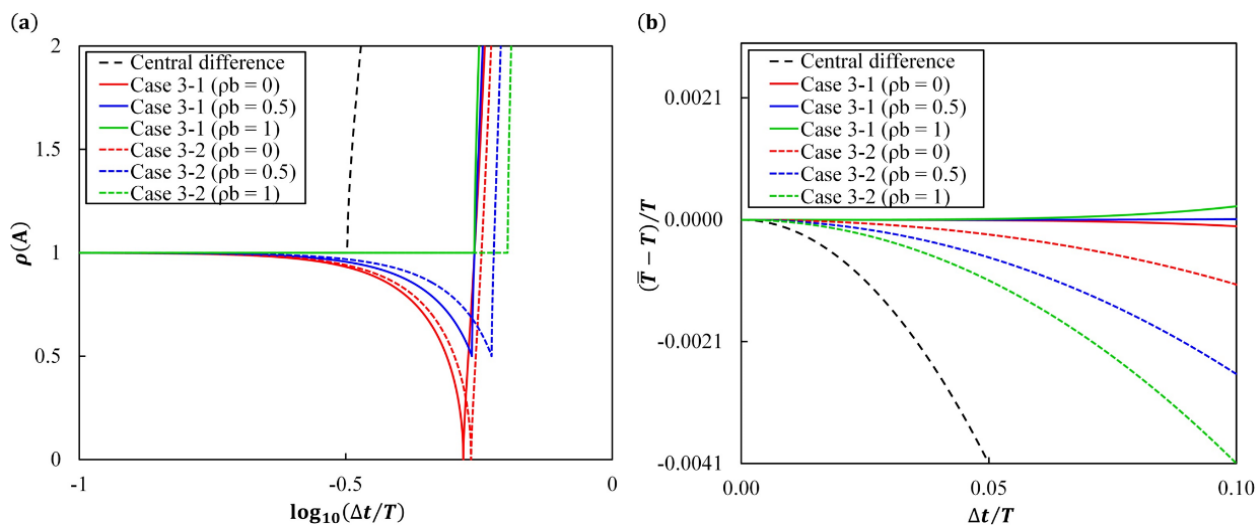 (a)
2
1.5
1
0.5
0
ρ(A)
Central difference
Case 3-1 (ρb = 0)
Case 3-1 (ρb = 0.5)
Case 3-1 (ρb = 1)
Case 3-2 (ρb = 0)
Case 3-2 (ρb = 0.5)
Case 3-2 (ρb = 1)
-1
-0.5
0
log₁₀(Δt/T)
(b)
0.0021
0.0000
-0.0021
-0.0041
(T̄ − T)/T
Central difference
Case 3-1 (ρb = 0)
Case 3-1 (ρb = 0.5)
Case 3-1 (ρb = 1)
Case 3-2 (ρb = 0)
Case 3-2 (ρb = 0.5)
Case 3-2 (ρb = 1)
0.00
0.05
0.10
Δt/T